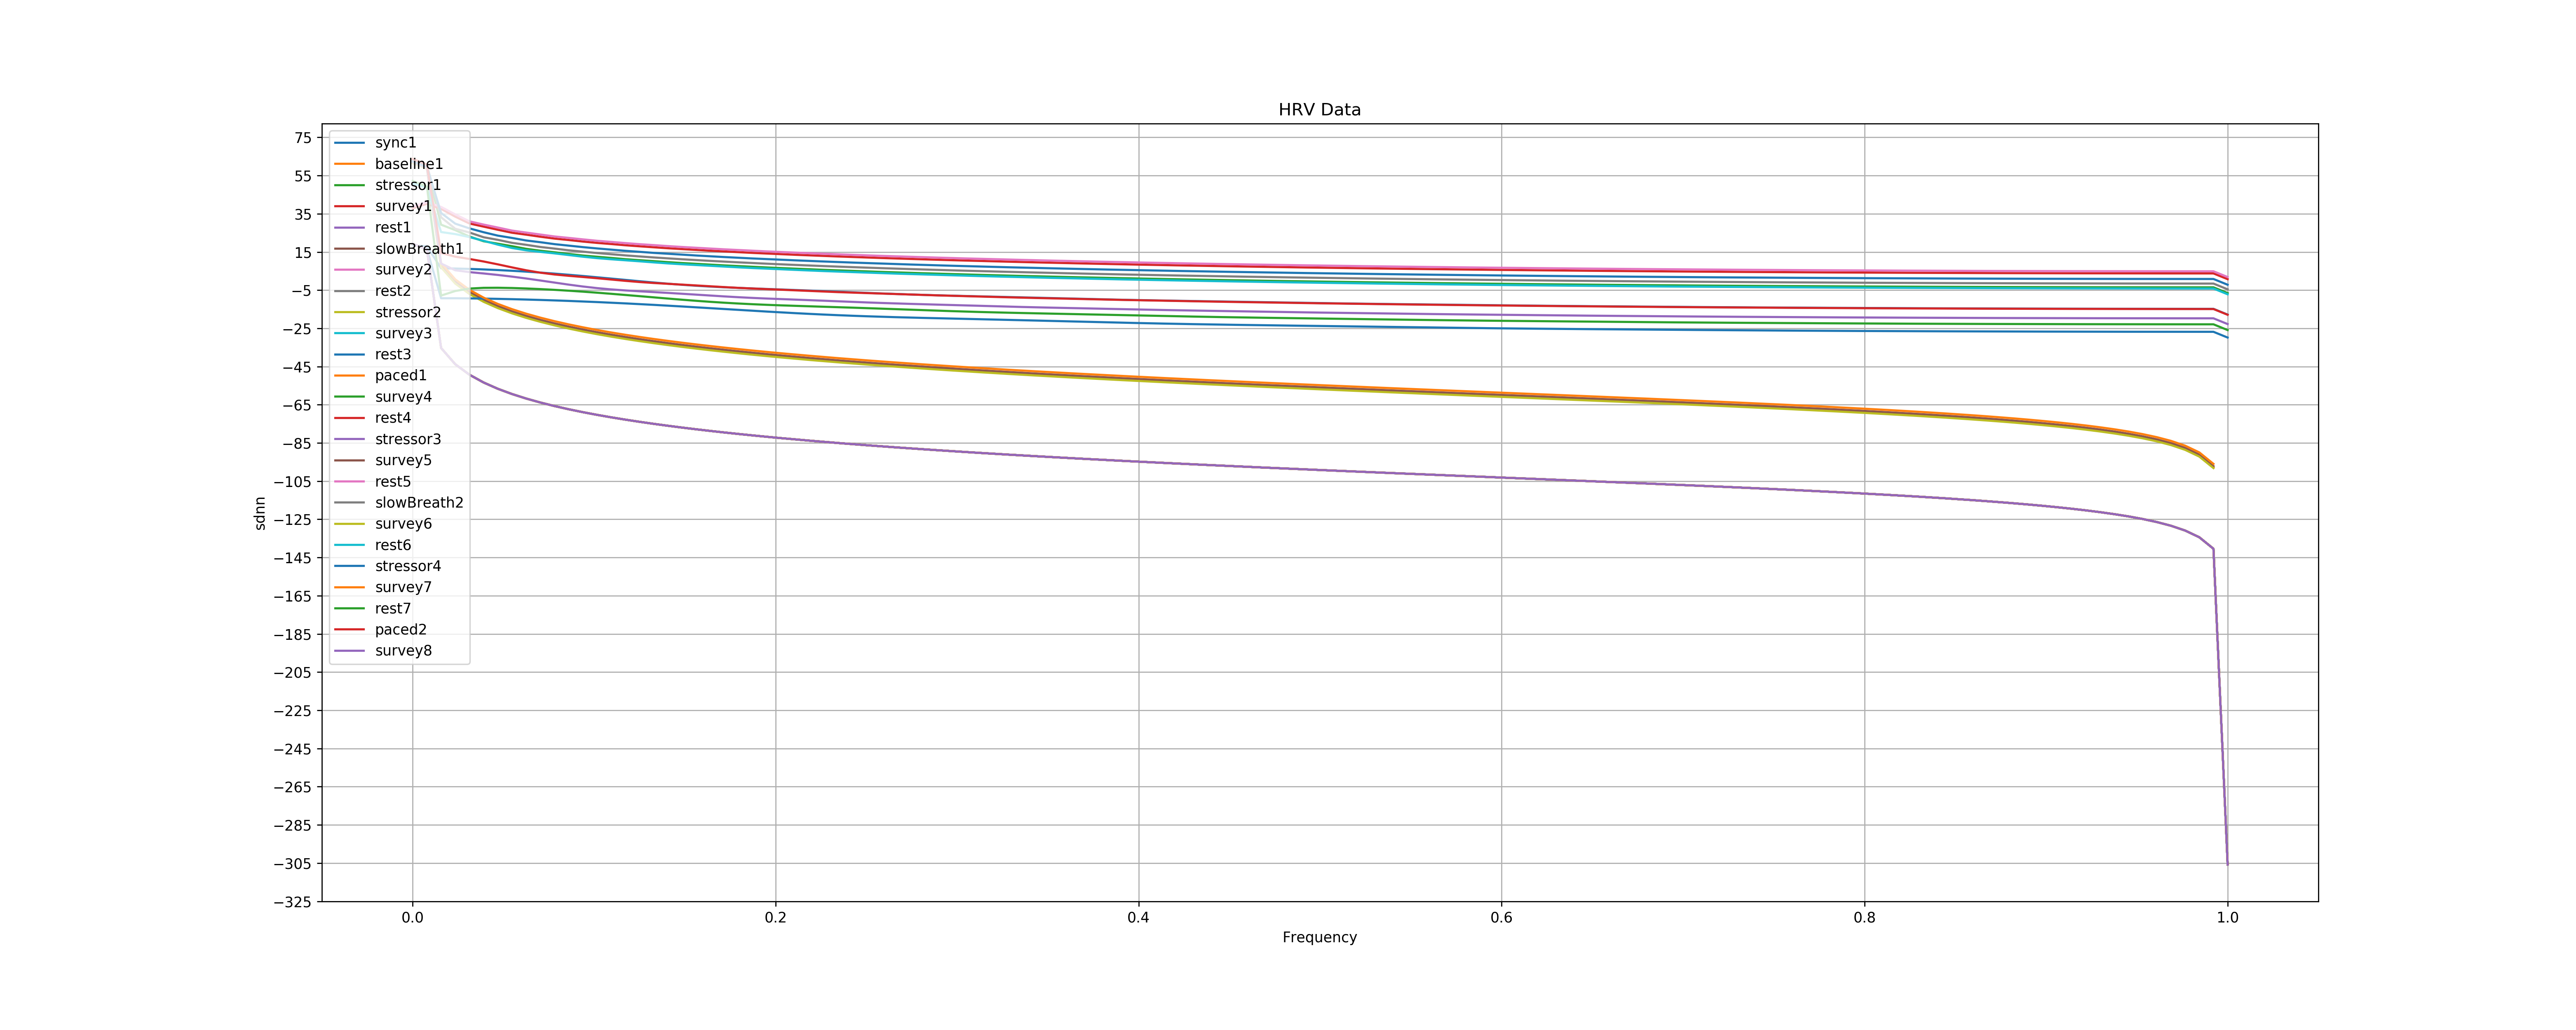 HRV Data
75
55
35
15
−5
−25
−45
−65
−85
−105
−125
−145
−165
−185
−205
−225
−245
−265
−285
−305
−325
sdnn
sync1
baseline1
stressor1
survey1
rest1
slowBreath1
survey2
rest2
stressor2
survey3
rest3
paced1
survey4
rest4
stressor3
survey5
rest5
slowBreath2
survey6
rest6
stressor4
survey7
rest7
paced2
survey8
0.0 0.2 0.4 0.6 0.8 1.0
Frequency